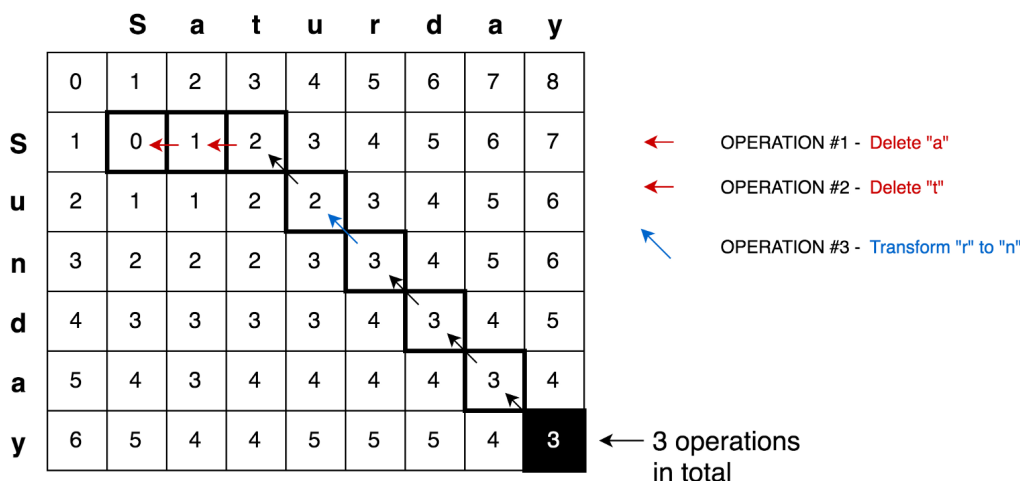 S a t u r d a y
0 1 2 3 4 5 6 7 8
S 1 0 1 2 3 4 5 6 7
u 2 1 1 2 2 3 4 5 6
n 3 2 2 2 3 3 4 5 6
d 4 3 3 3 3 4 3 4 5
a 5 4 3 4 4 4 4 3 4
y 6 5 4 4 5 5 5 4 3
OPERATION #1 - Delete "a"
OPERATION #2 - Delete "t"
OPERATION #3 - Transform "r" to "n"
3 operations
in total